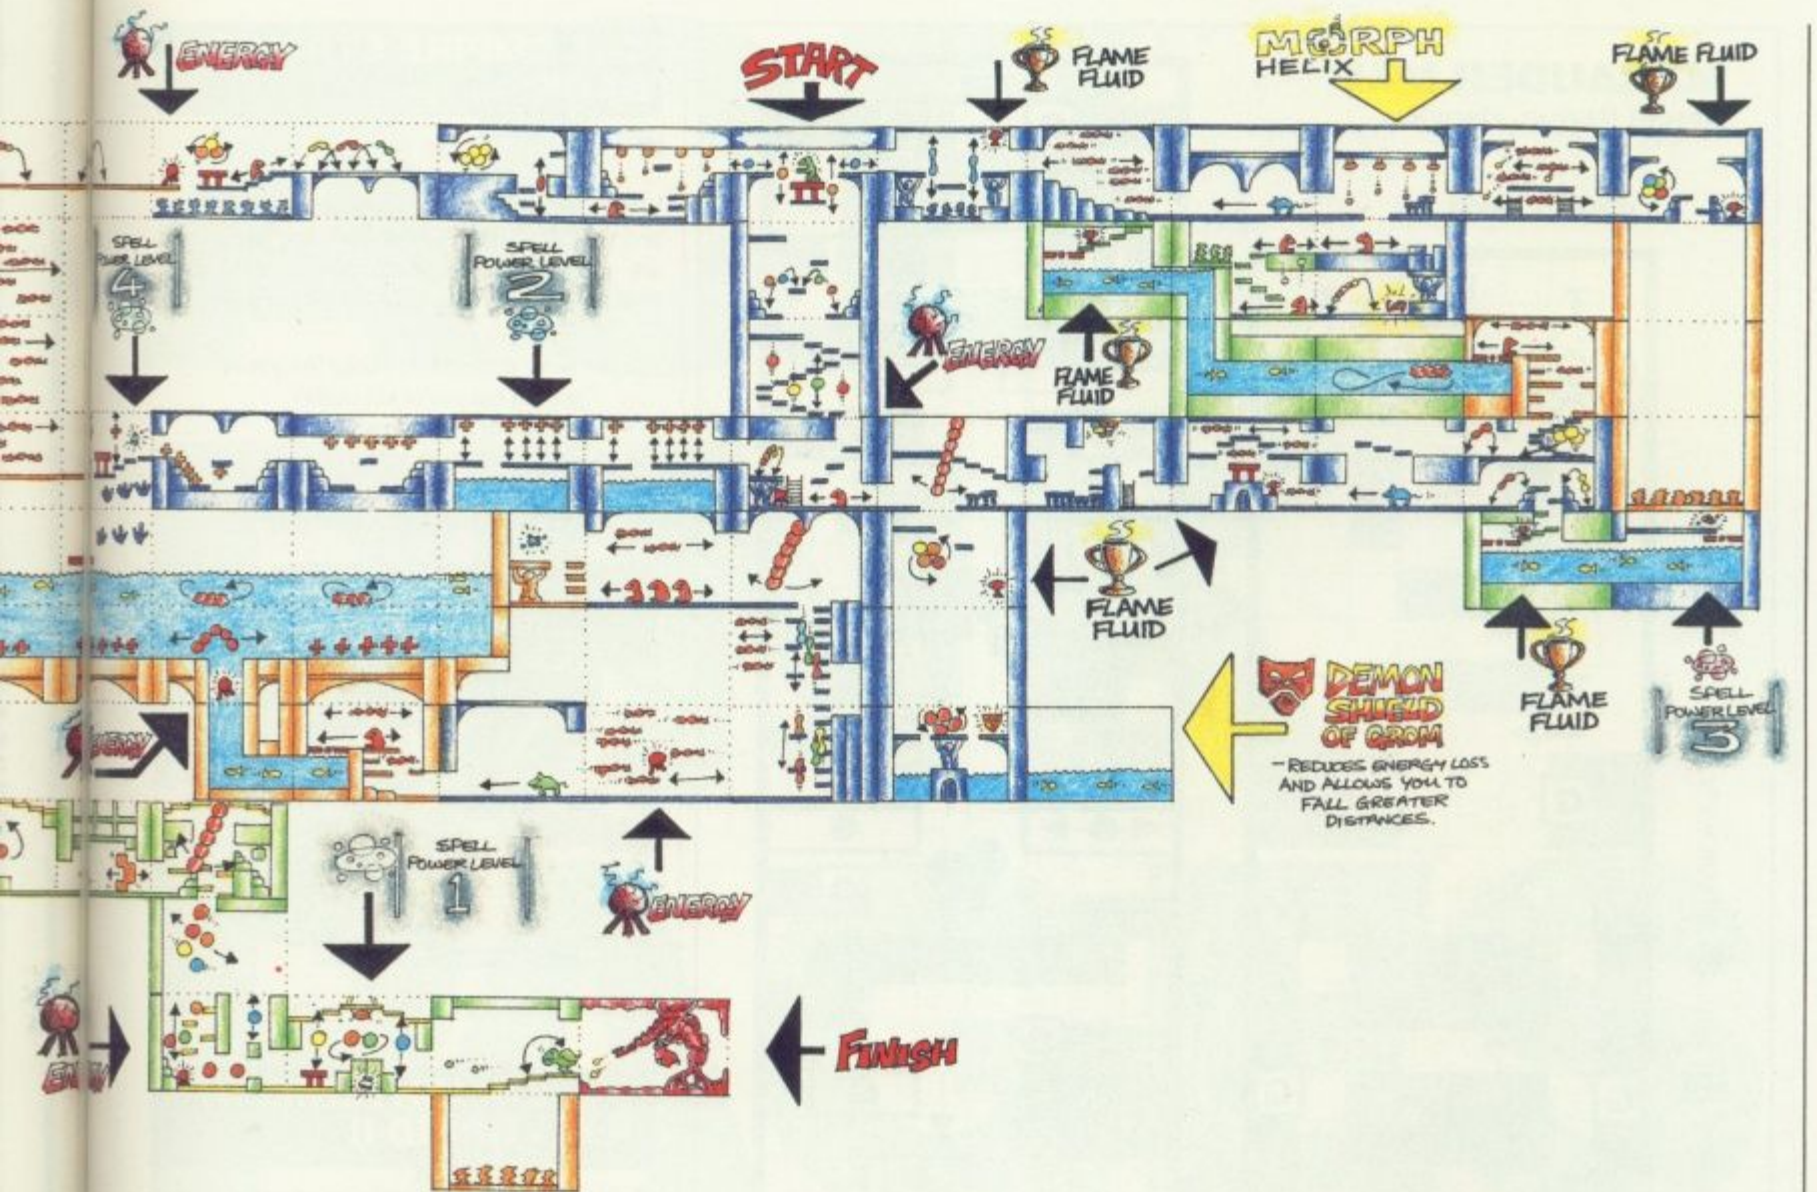 ENERGY
START
FLAME
FLUID
MORPH
HELIX
FLAME FLUID
SPELL
POWER LEVEL
4
SPELL
POWER LEVEL
2
ENERGY
FLAME
FLUID
FLAME
FLUID
DEMON
SHIELD
OF GROM
- REDUCES ENERGY LOSS
AND ALLOWS YOU TO
FALL GREATER
DISTANCES.
FLAME
FLUID
SPELL
POWER LEVEL
3
ENERGY
SPELL
POWER LEVEL
1
ENERGY
ENERGY
FINISH